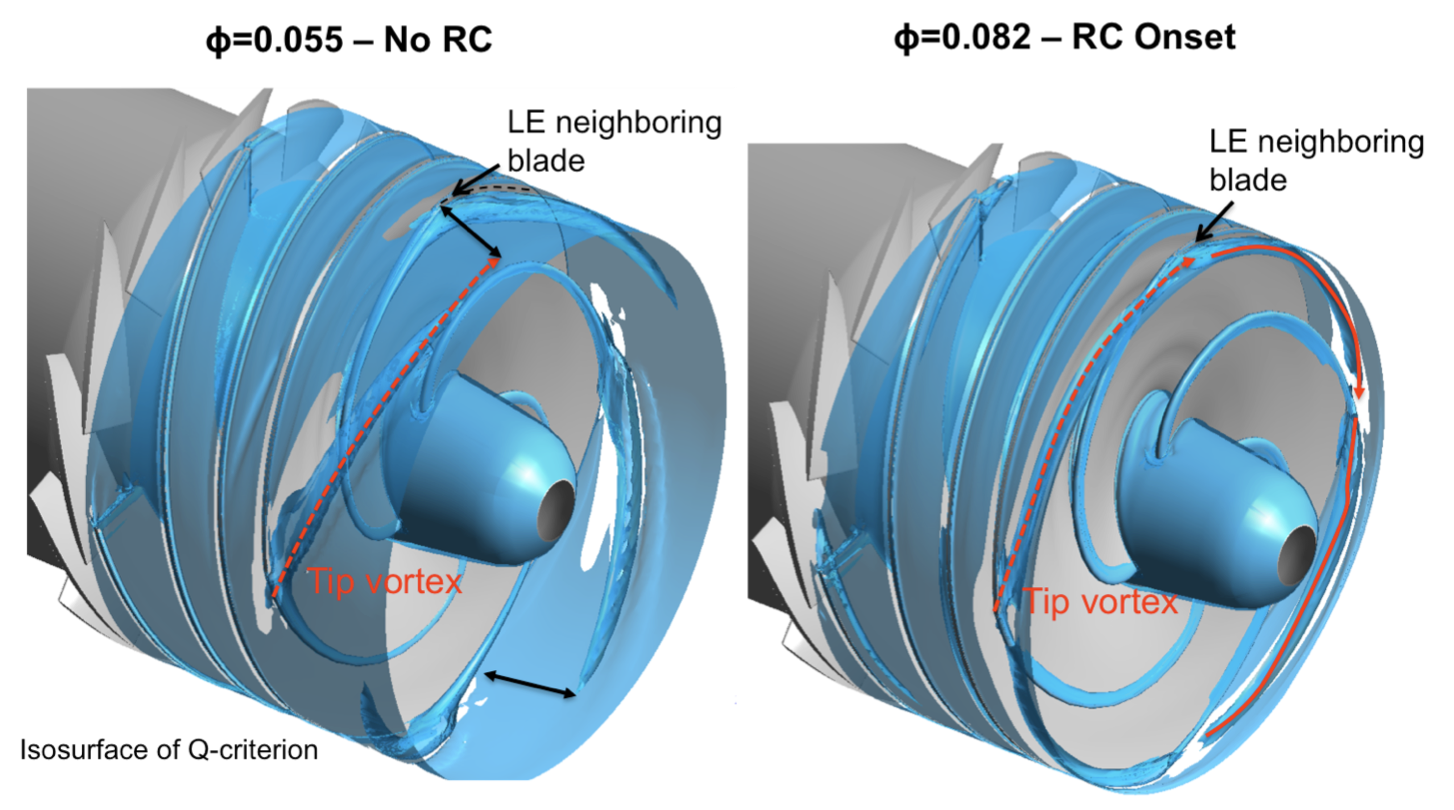 ϕ=0.055 – No RC
ϕ=0.082 – RC Onset
LE neighboring
blade
LE neighboring
blade
Tip vortex
Tip vortex
Isosurface of Q-criterion